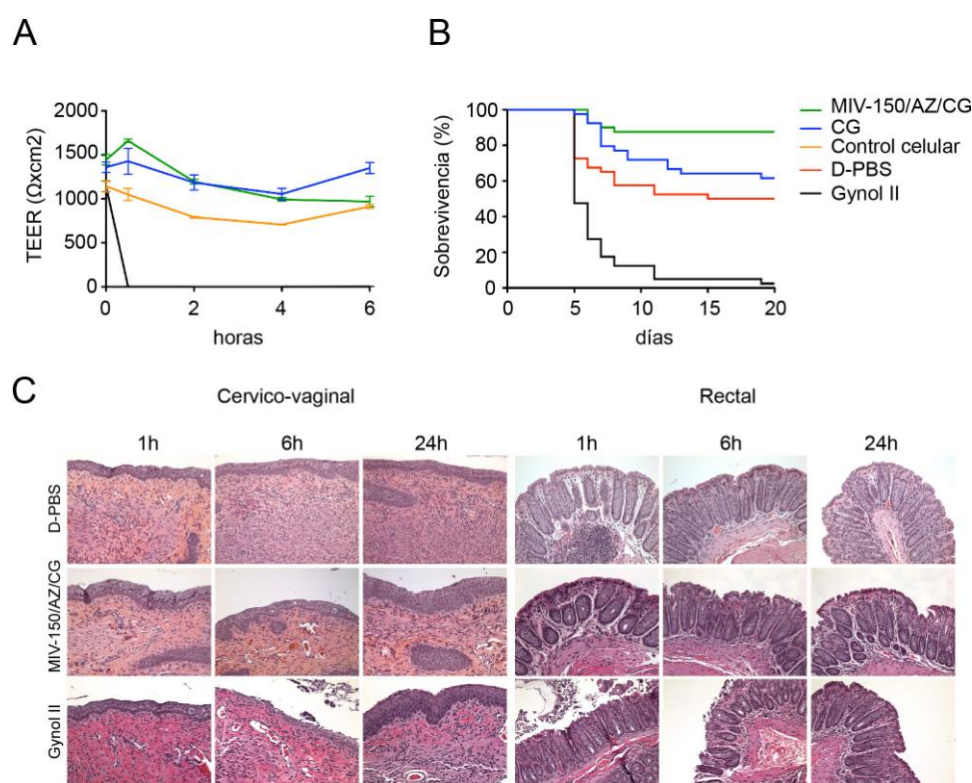 A
B
2000
1500
1000
500
0
TEER (Ωxcm2)
0 2 4 6
horas
100
80
60
40
20
0
Sobrevivencia (%)
0 5 10 15 20
días
MIV-150/AZ/CG
CG
Control celular
D-PBS
Gynol II
C
Cervico-vaginal Rectal
1h 6h 24h 1h 6h 24h
D-PBS
MIV-150/AZ/CG
Gynol II